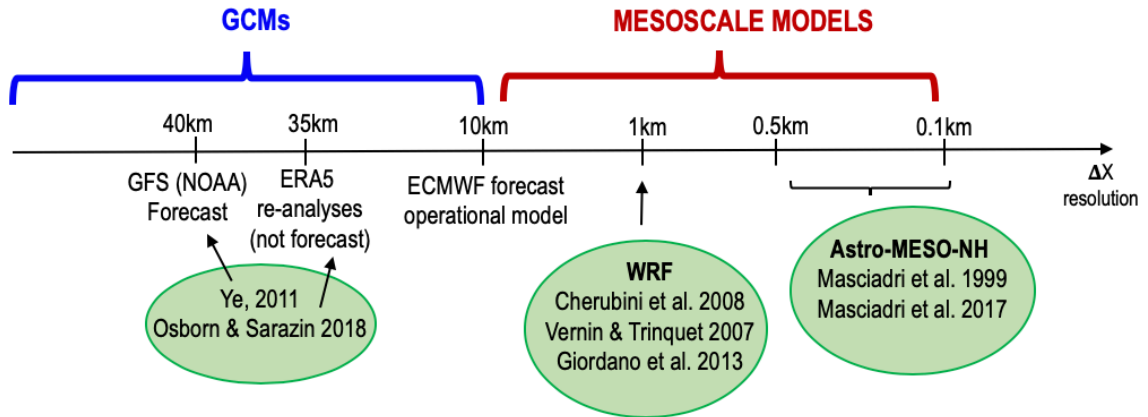 GCMs
MESOSCALE MODELS
40km
35km
10km
1km
0.5km
0.1km
GFS (NOAA)
Forecast
ERA5
re-analyses
(not forecast)
ECMWF forecast
operational model
ΔX
resolution
Ye, 2011
Osborn & Sarazin 2018
WRF
Cherubini et al. 2008
Vernin & Trinquet 2007
Giordano et al. 2013
Astro-MESO-NH
Masciadri et al. 1999
Masciadri et al. 2017